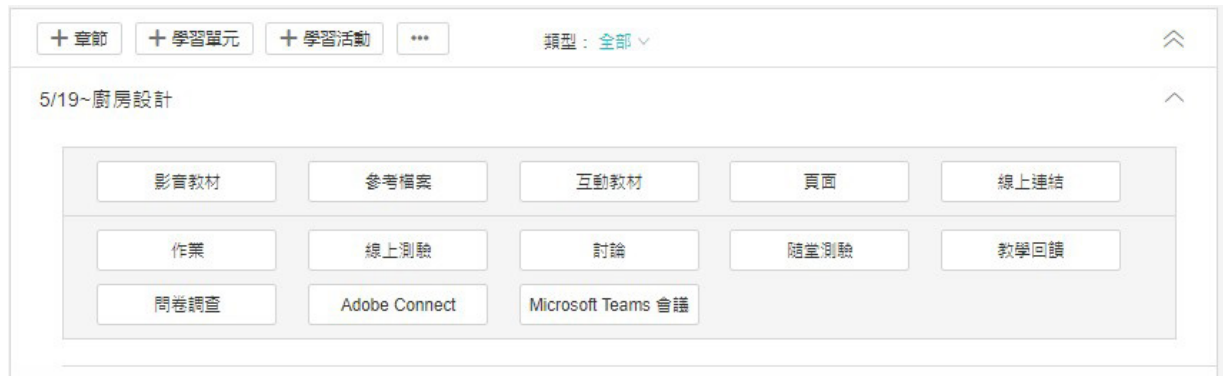 + 章節 + 學習單元 + 學習活動 ••• 類型： 全部
5/19~廚房設計
影音教材 參考檔案 互動教材 頁面 線上連結
作業 線上測驗 討論 隨堂測驗 教學回饋
問卷調查 Adobe Connect Microsoft Teams 會議